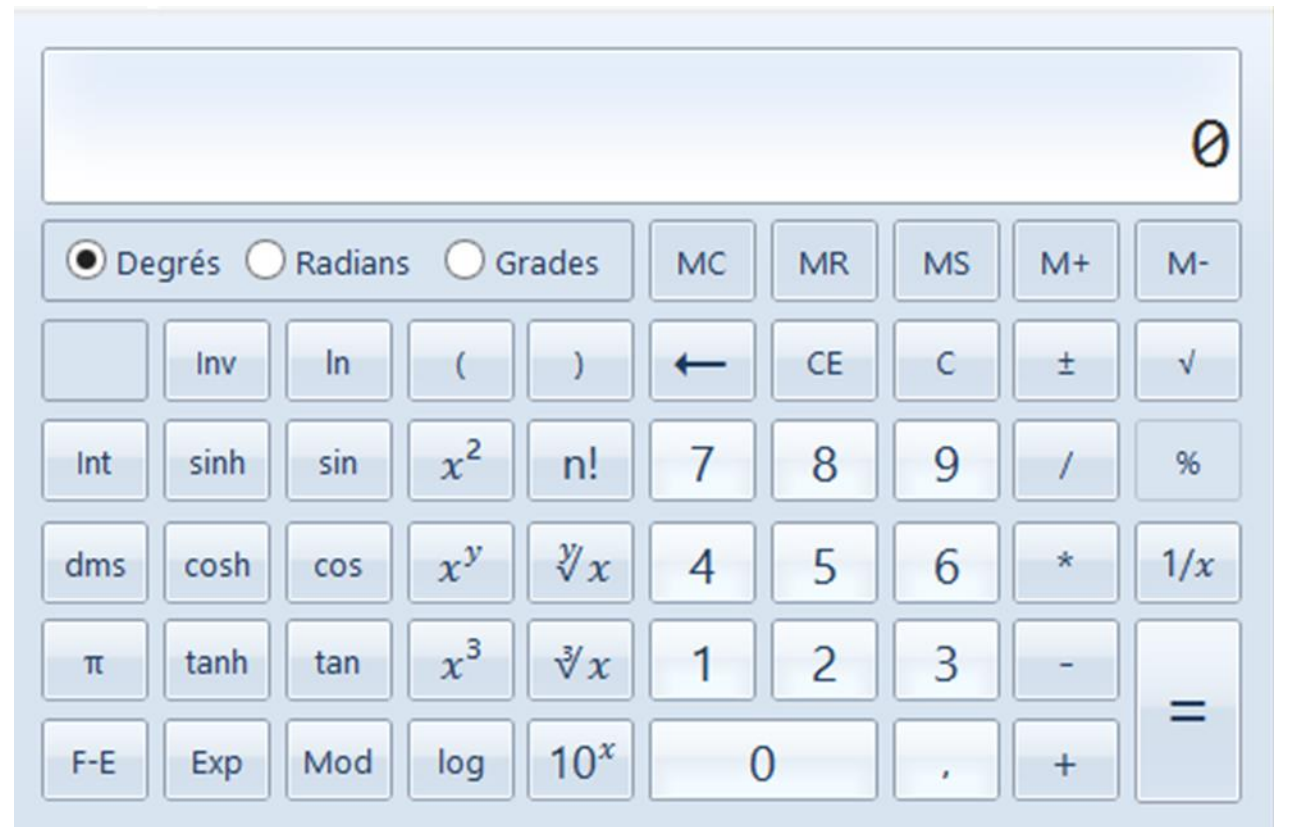 0
Degrés Radians Grades MC MR MS M+ M-
Inv ln ( ) ← CE C ± √
Int sinh sin x² n! 7 8 9 / %
dms cosh cos xʸ ʸ√x 4 5 6 * 1/x
π tanh tan x³ ³√x 1 2 3 -
F-E Exp Mod log 10ˣ 0 , + =